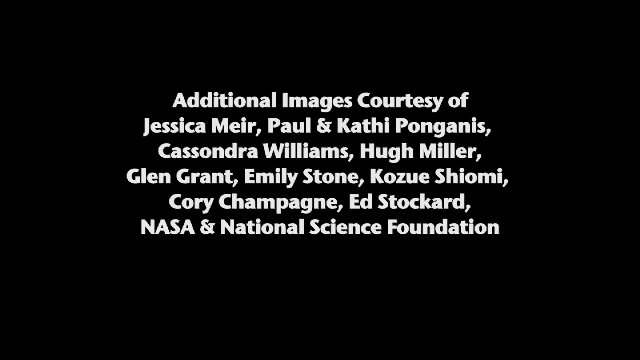 Additional Images Courtesy of
Jessica Meir, Paul & Kathi Ponganis,
Cassondra Williams, Hugh Miller,
Glen Grant, Emily Stone, Kozue Shiomi,
Cory Champagne, Ed Stockard,
NASA & National Science Foundation